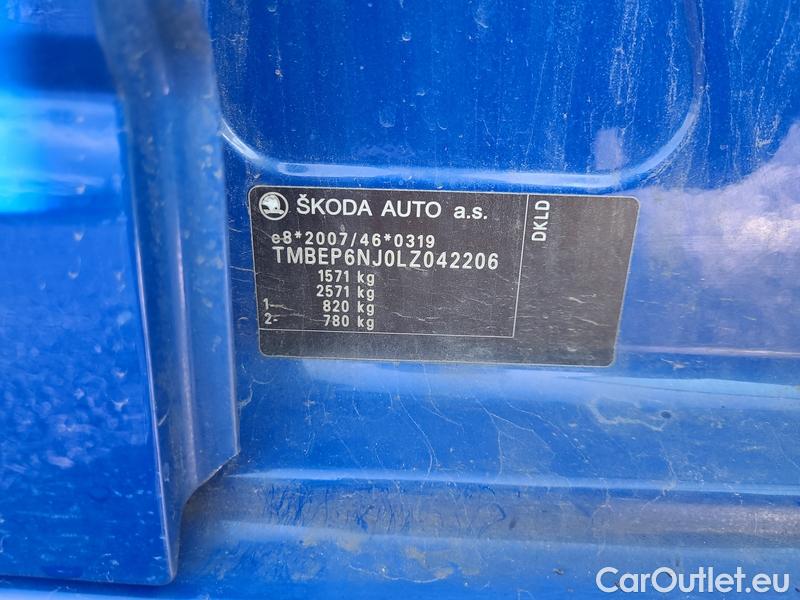 ŠKODA AUTO a.s.
e8*2007/46*0319
TMBEP6NJ0LZ042206
1571 kg
2571 kg
1- 820 kg
2- 780 kg
DKLD
CarOutlet.eu